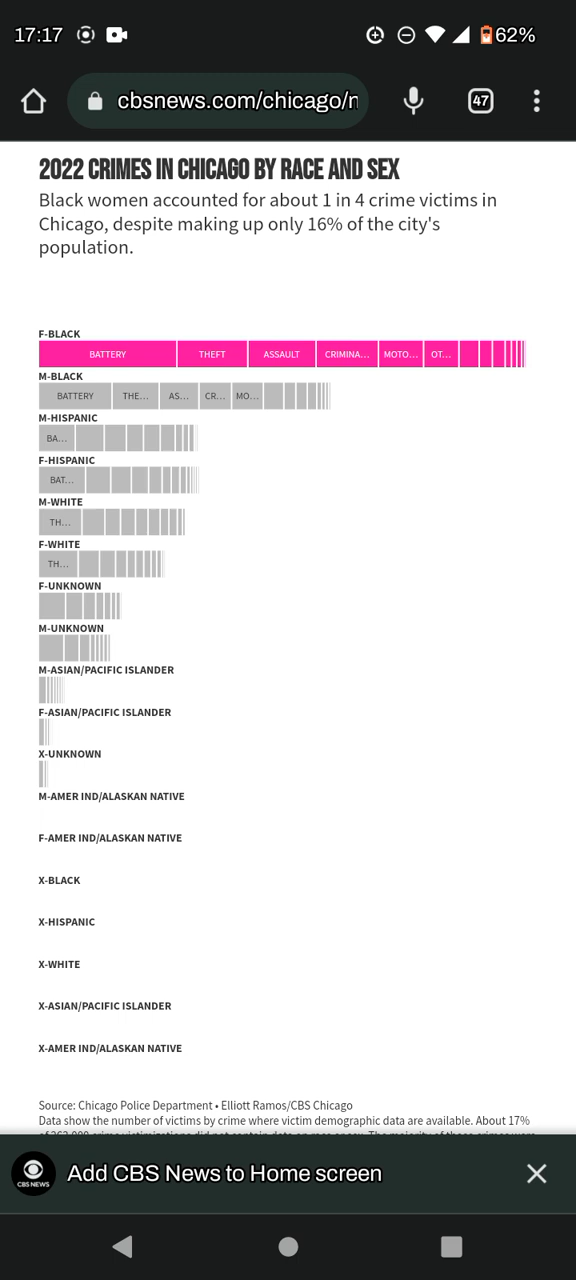 17:17
62%
cbsnews.com/chicago/n
47
2022 CRIMES IN CHICAGO BY RACE AND SEX
Black women accounted for about 1 in 4 crime victims in
Chicago, despite making up only 16% of the city's
population.
F-BLACK
BATTERY THEFT ASSAULT CRIMINA... MOTO... OT...
M-BLACK
BATTERY THE... AS... CR... MO...
M-HISPANIC
BA...
F-HISPANIC
BAT...
M-WHITE
TH...
F-WHITE
TH...
F-UNKNOWN
M-UNKNOWN
M-ASIAN/PACIFIC ISLANDER
F-ASIAN/PACIFIC ISLANDER
X-UNKNOWN
M-AMER IND/ALASKAN NATIVE
F-AMER IND/ALASKAN NATIVE
X-BLACK
X-HISPANIC
X-WHITE
X-ASIAN/PACIFIC ISLANDER
X-AMER IND/ALASKAN NATIVE
Source: Chicago Police Department • Elliott Ramos/CBS Chicago
Data show the number of victims by crime where victim demographic data are available. About 17%
CBS NEWS
Add CBS News to Home screen